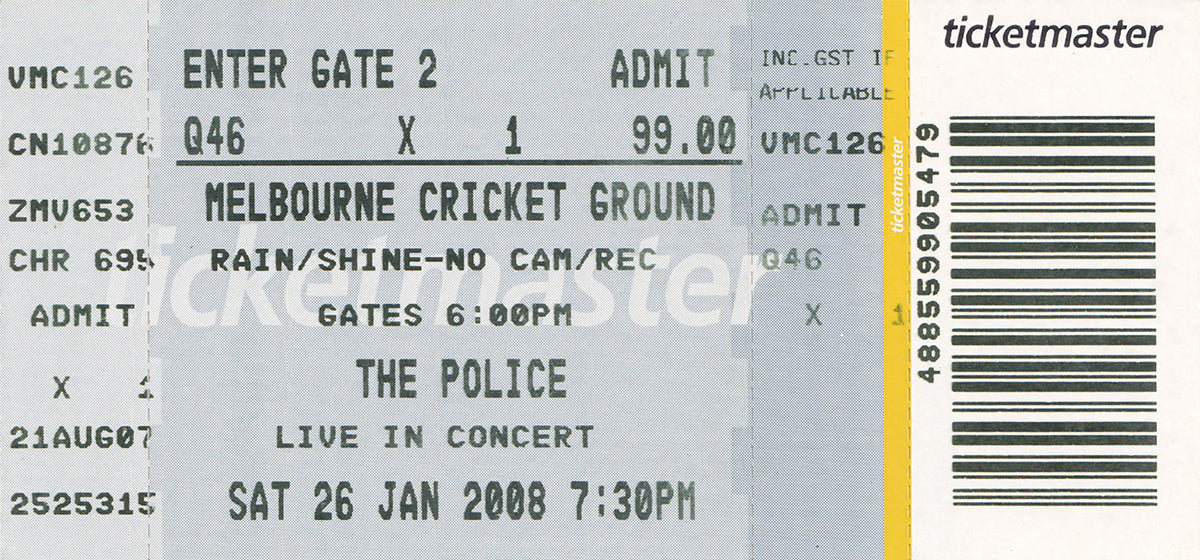 VMC126
CN10876
ZMV653
CHR 695
ADMIT
X 1
21AUG07
2525315
ENTER GATE 2 ADMIT
Q46 X 1 99.00
MELBOURNE CRICKET GROUND
RAIN/SHINE-NO CAM/REC
GATES 6:00PM
THE POLICE
LIVE IN CONCERT
SAT 26 JAN 2008 7:30PM
ticketmaster
INC.GST IF
APPLICABLE
VMC126
ADMIT
Q46
X 1
ticketmaster
ticketmaster
488559905479